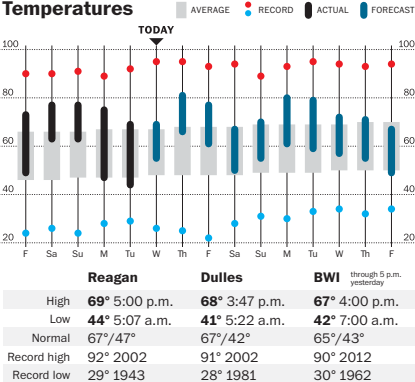 Temperatures
AVERAGE RECORD ACTUAL FORECAST
TODAY
100 100
80 80
60 60
40 40
20 20
F Sa Su M Tu W Th F Sa Su M Tu W Th F
Reagan Dulles BWI through 5 p.m. yesterday
High 69° 5:00 p.m. 68° 3:47 p.m. 67° 4:00 p.m.
Low 44° 5:07 a.m. 41° 5:22 a.m. 42° 7:00 a.m.
Normal 67°/47° 67°/42° 65°/43°
Record high 92° 2002 91° 2002 90° 2012
Record low 29° 1943 28° 1981 30° 1962